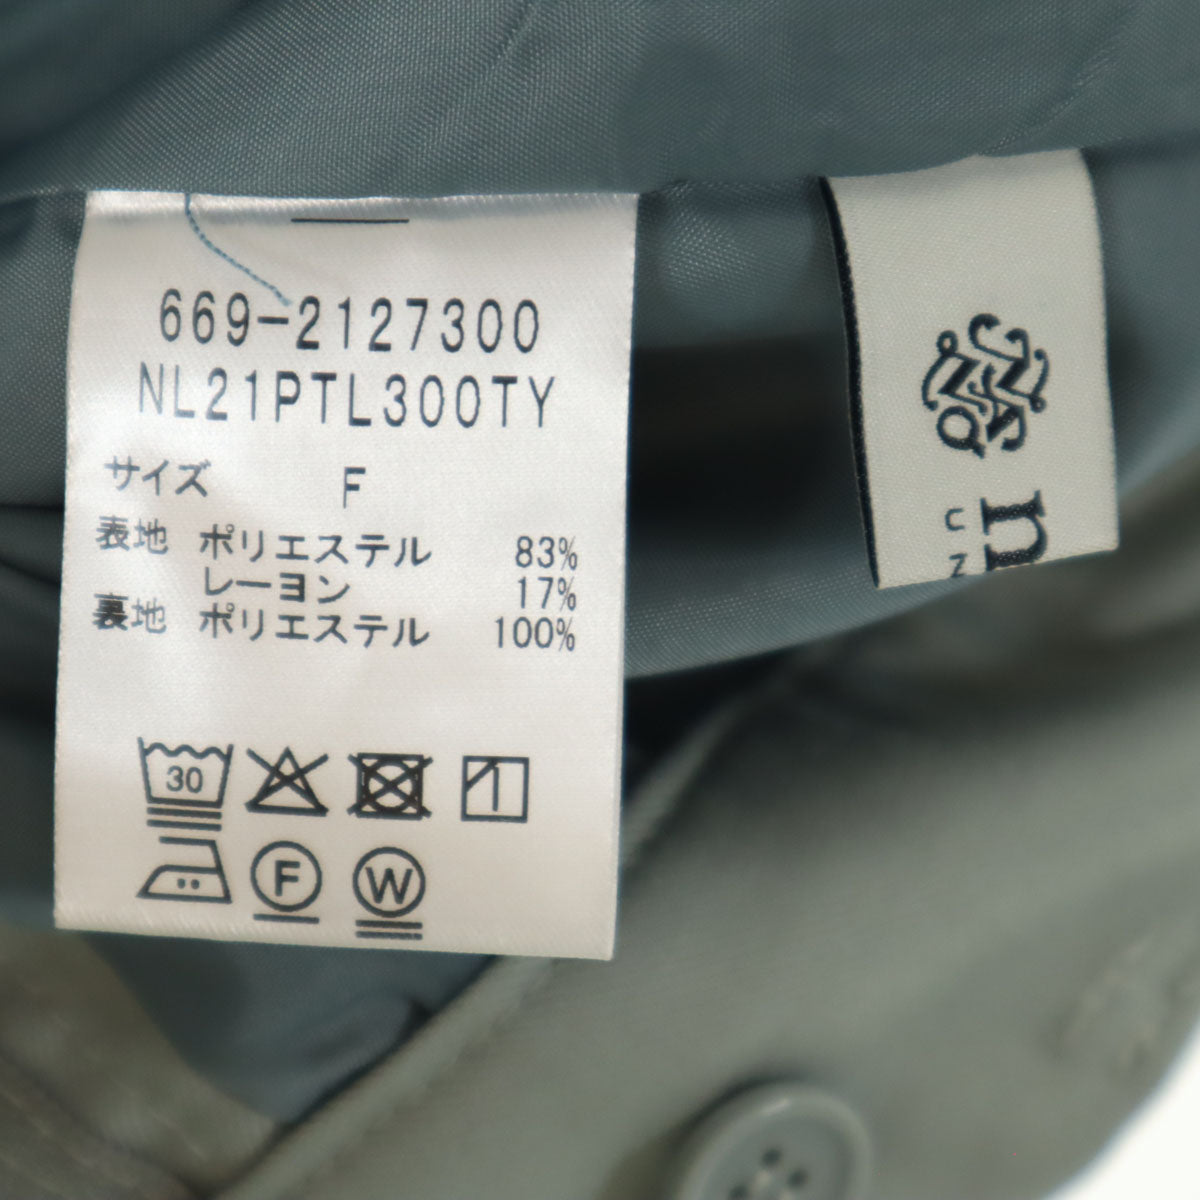 669-2127300
NL21PTL300TY
サイズ F
表地 ポリエステル 83%
レーヨン 17%
裏地 ポリエステル 100%
30
F
W
n